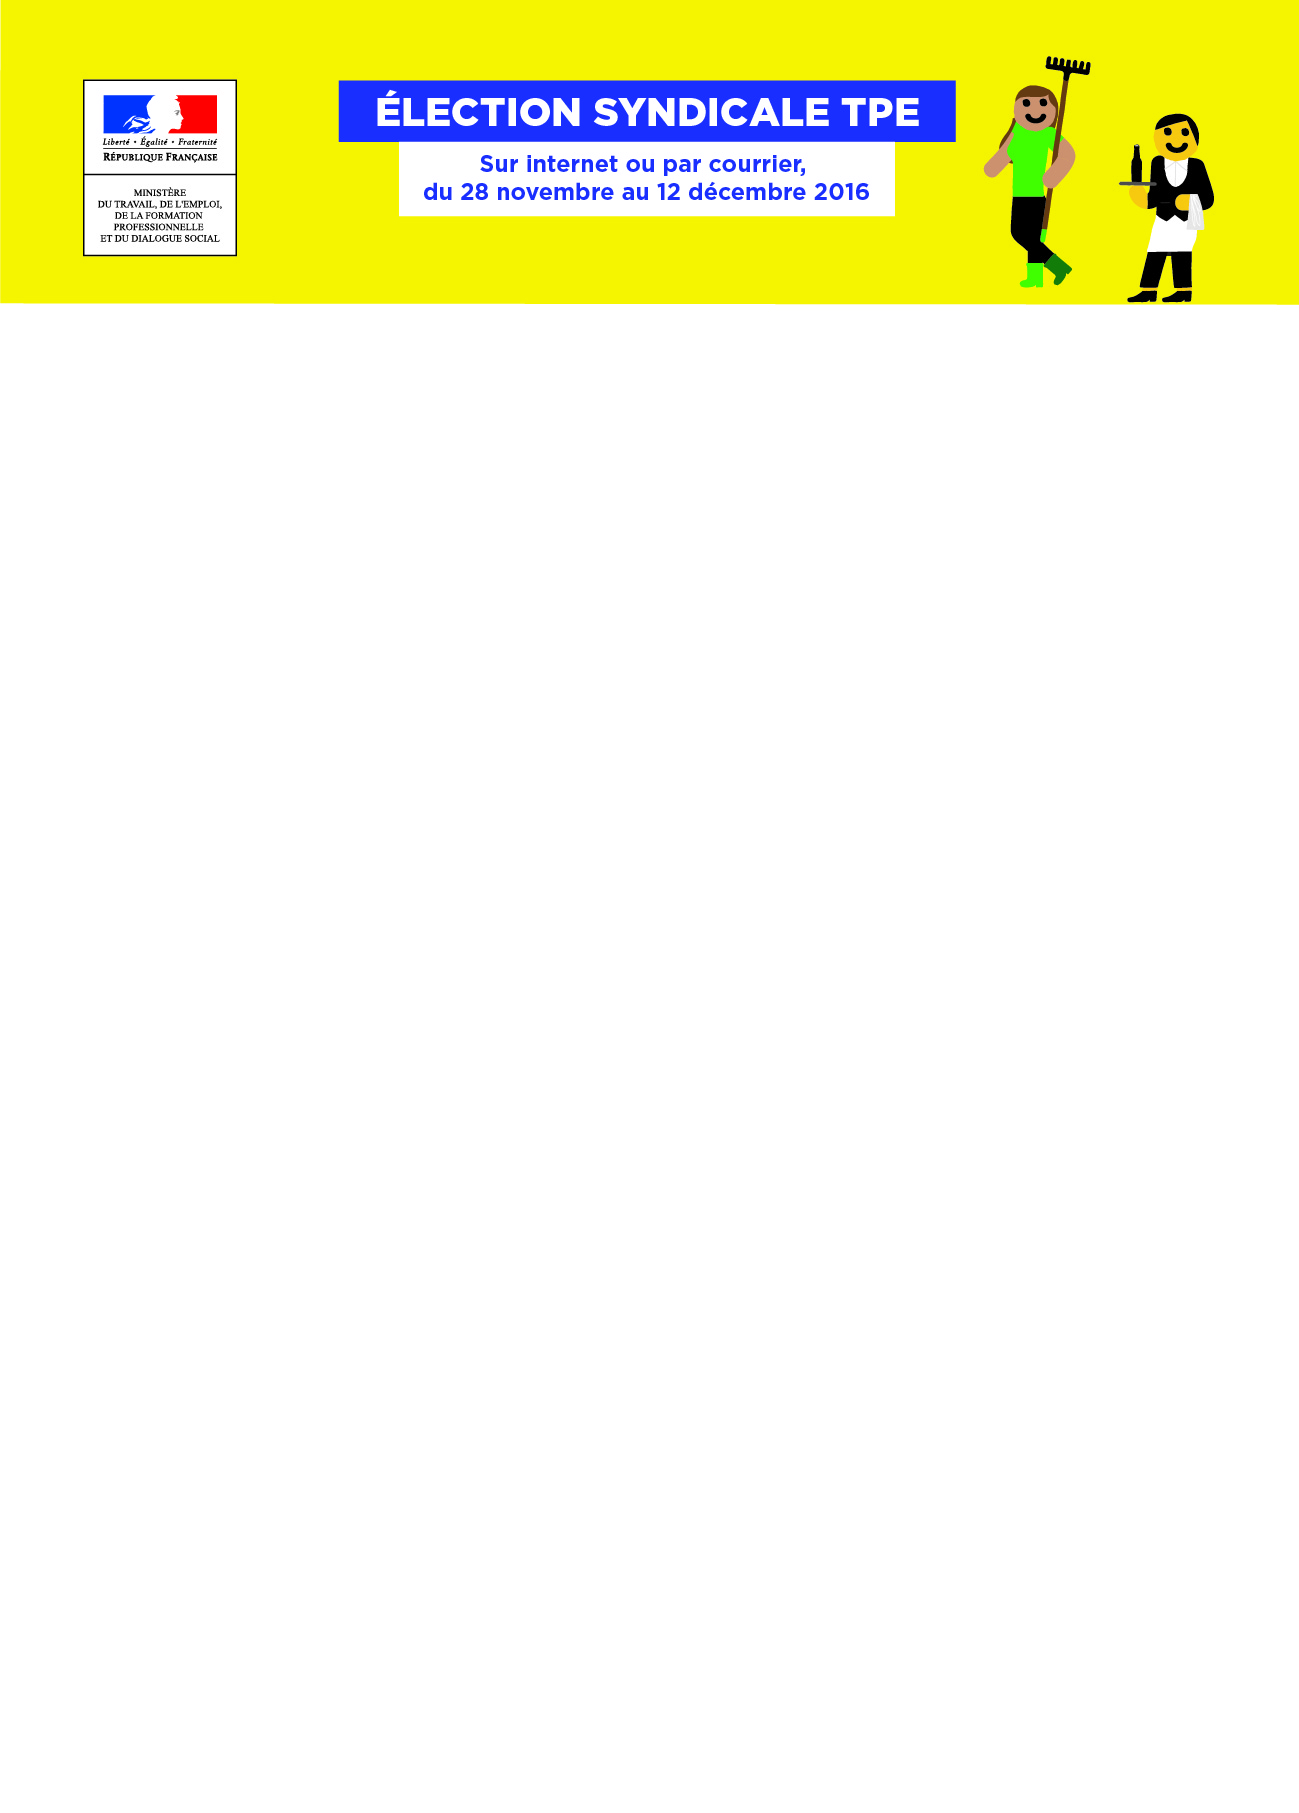 Liberté • Égalité • Fraternité
RÉPUBLIQUE FRANÇAISE
MINISTÈRE
DU TRAVAIL, DE L'EMPLOI,
DE LA FORMATION
PROFESSIONNELLE
ET DU DIALOGUE SOCIAL
ÉLECTION SYNDICALE TPE
Sur internet ou par courrier,
du 28 novembre au 12 décembre 2016